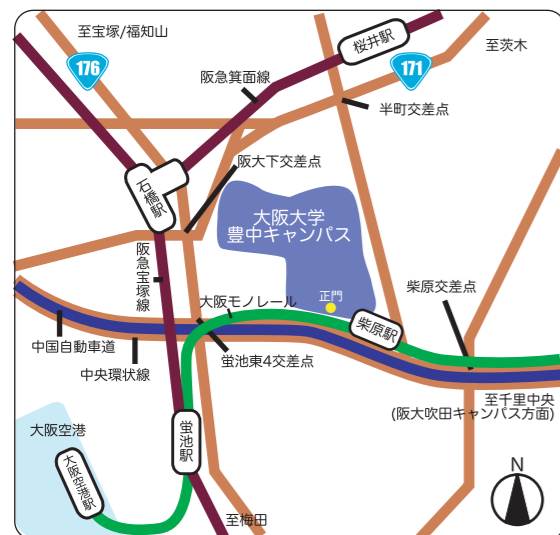 至宝塚/福知山
176
阪急箕面線
桜井駅
171
至茨木
半町交差点
阪大下交差点
石橋駅
大阪大学
豊中キャンパス
阪急宝塚線
大阪モノレール
正門
柴原駅
柴原交差点
中国自動車道
中央環状線
蛍池東4交差点
至千里中央
(阪大吹田キャンパス方面)
大阪空港
大阪空港駅
蛍池駅
至梅田
N